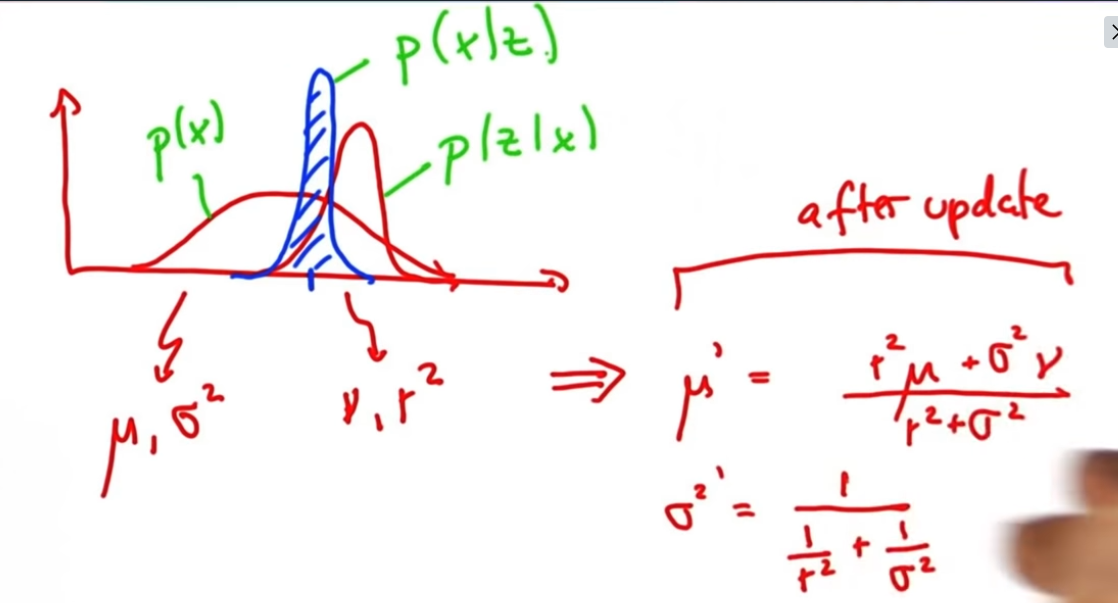 p(x|z)
p(x)
p(z|x)
after update
μ, σ²
ν, r²
⇒
μ' = r²μ + σ²ν / r² + σ²
σ²' = 1 / 1/r² + 1/σ²